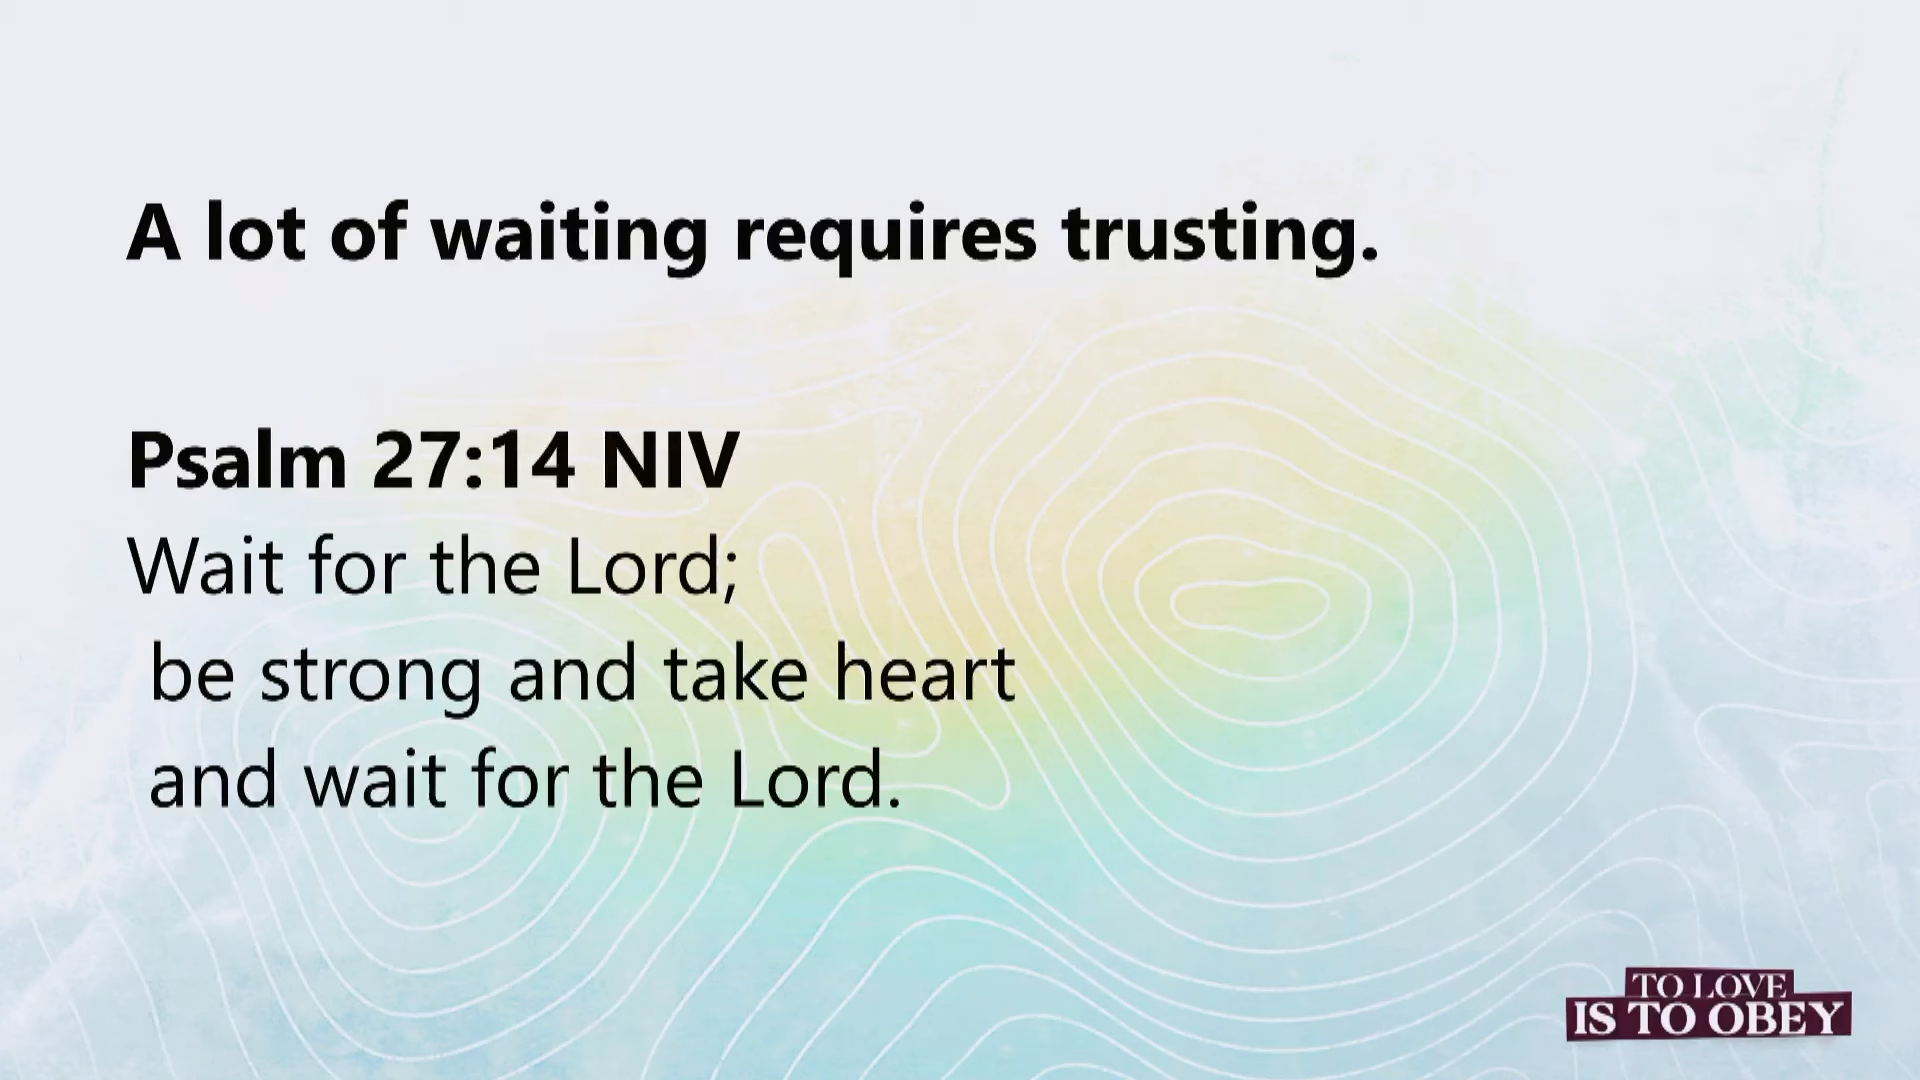 A lot of waiting requires trusting.
Psalm 27:14 NIV
Wait for the Lord;
be strong and take heart
and wait for the Lord.
TO LOVE
IS TO OBEY